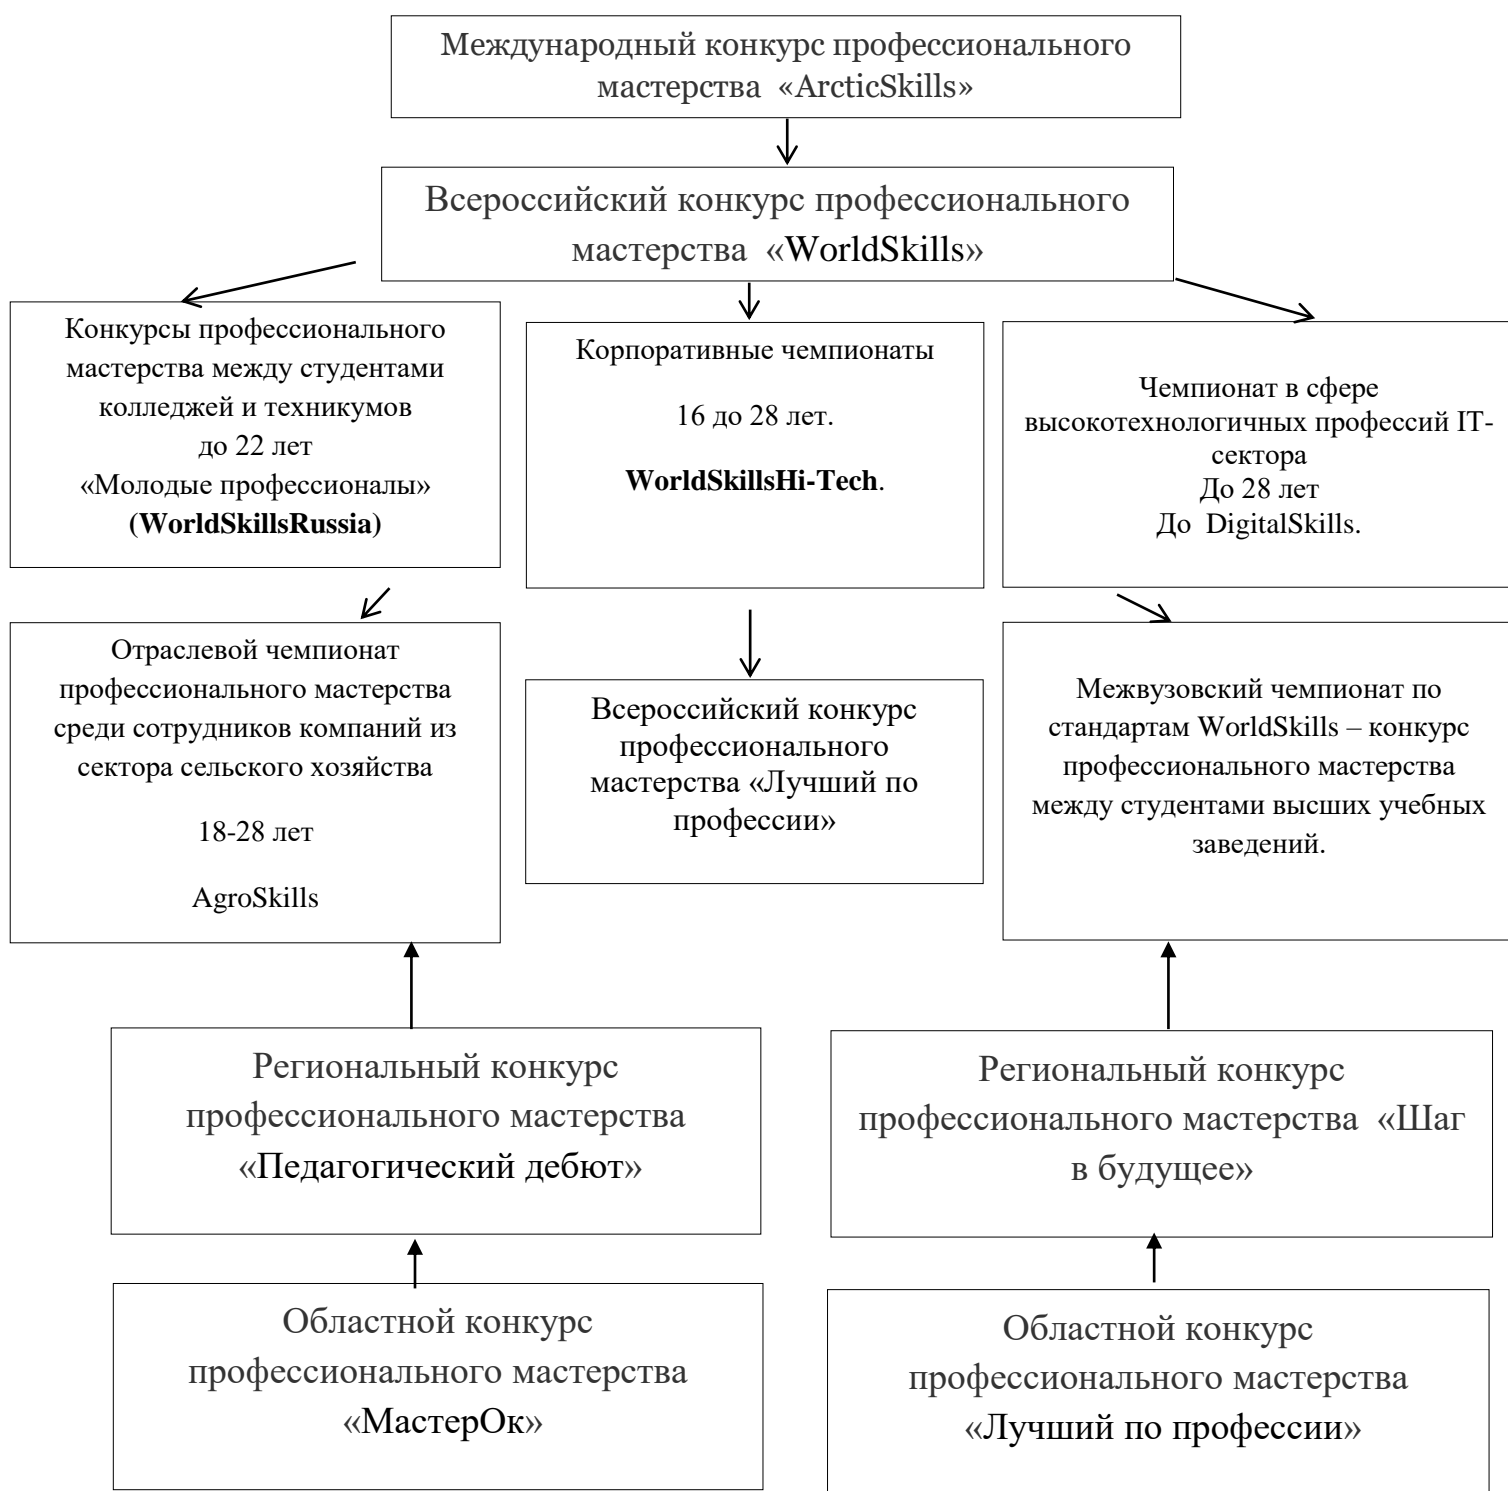 Международный конкурс профессионального
мастерства «ArcticSkills»
Всероссийский конкурс профессионального
мастерства «WorldSkills»
Конкурсы профессионального
мастерства между студентами
колледжей и техникумов
до 22 лет
«Молодые профессионалы»
(WorldSkillsRussia)
Корпоративные чемпионаты
16 до 28 лет.
WorldSkillsHi-Tech.
Чемпионат в сфере
высокотехнологичных профессий IT-
сектора
До 28 лет
До DigitalSkills.
Отраслевой чемпионат
профессионального мастерства
среди сотрудников компаний из
сектора сельского хозяйства
18-28 лет
AgroSkills
Всероссийский конкурс
профессионального
мастерства «Лучший по
профессии»
Межвузовский чемпионат по
стандартам WorldSkills – конкурс
профессионального мастерства
между студентами высших учебных
заведений.
Региональный конкурс
профессионального мастерства
«Педагогический дебют»
Региональный конкурс
профессионального мастерства «Шаг
в будущее»
Областной конкурс
профессионального мастерства
«МастерОк»
Областной конкурс
профессионального мастерства
«Лучший по профессии»